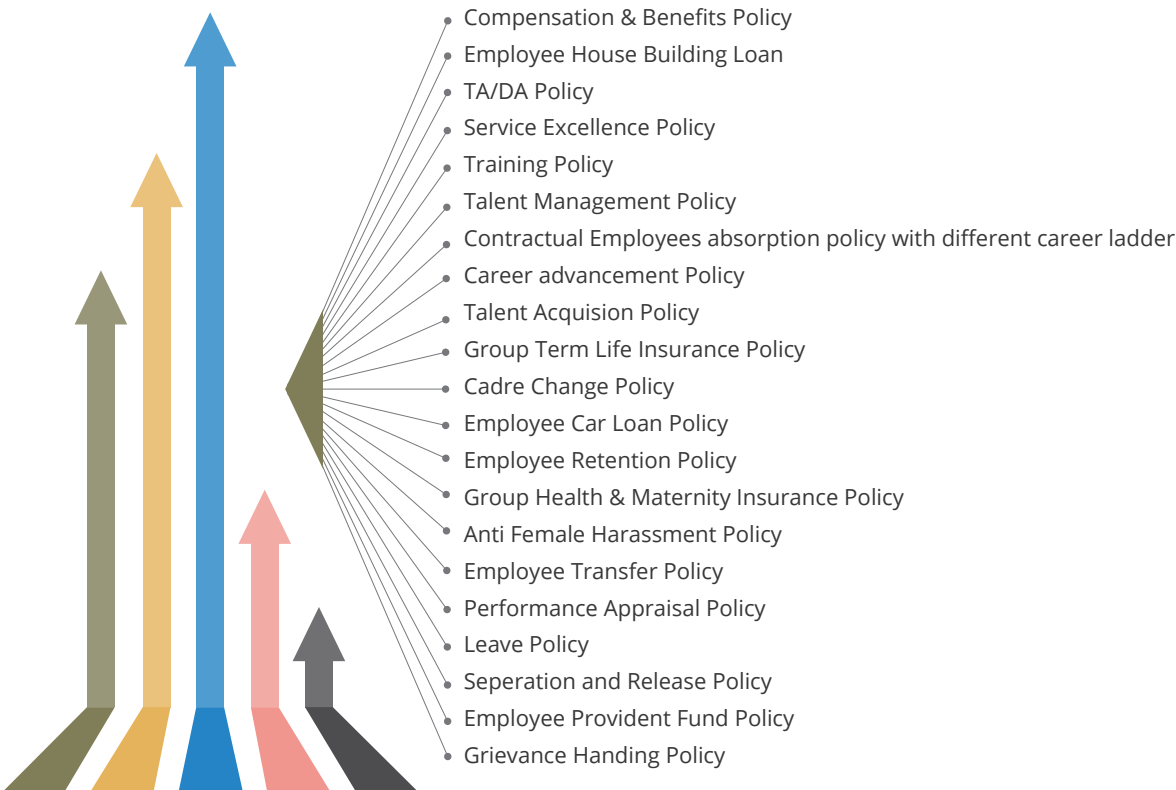 Compensation & Benefits Policy
Employee House Building Loan
TA/DA Policy
Service Excellence Policy
Training Policy
Talent Management Policy
Contractual Employees absorption policy with different career ladder
Career advancement Policy
Talent Acquision Policy
Group Term Life Insurance Policy
Cadre Change Policy
Employee Car Loan Policy
Employee Retention Policy
Group Health & Maternity Insurance Policy
Anti Female Harassment Policy
Employee Transfer Policy
Performance Appraisal Policy
Leave Policy
Seperation and Release Policy
Employee Provident Fund Policy
Grievance Handing Policy